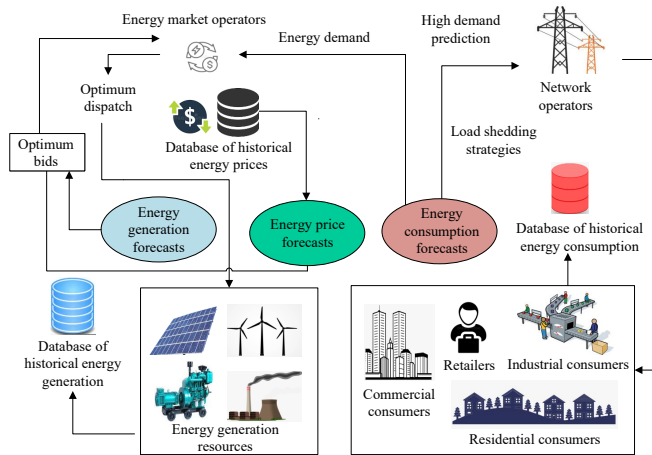 Energy market operators
Energy demand
High demand
prediction
Network
operators
Optimum
dispatch
Database of historical
energy prices
Load shedding
strategies
Optimum
bids
Energy
generation
forecasts
Energy price
forecasts
Energy
consumption
forecasts
Database of historical
energy consumption
Database of
historical energy
generation
Energy generation
resources
Commercial
consumers
Retailers
Industrial consumers
Residential consumers